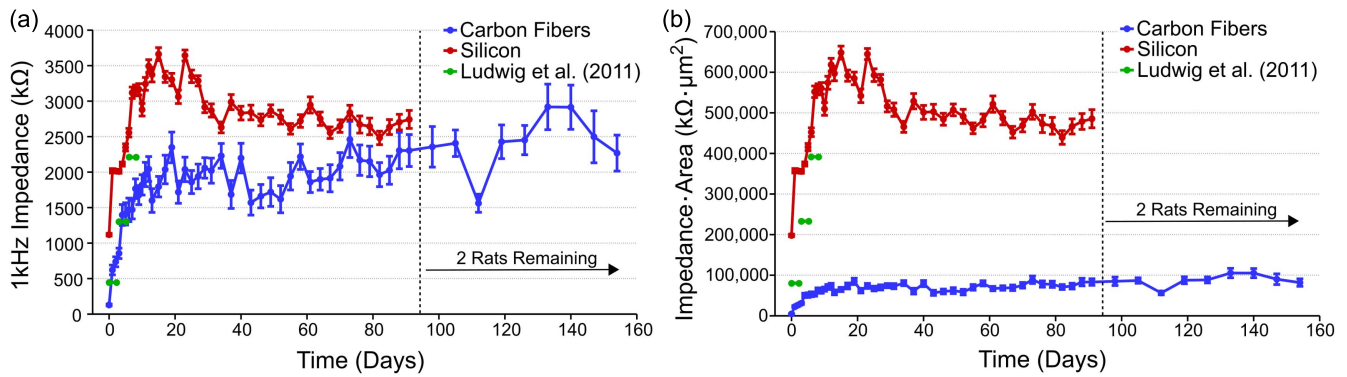 (a)
4000
3500
3000
2500
2000
1500
1000
500
0
1kHz Impedance (kΩ)
Carbon Fibers
Silicon
Ludwig et al. (2011)
2 Rats Remaining
0 20 40 60 80 100 120 140 160
Time (Days)
(b)
700,000
600,000
500,000
400,000
300,000
200,000
100,000
0
Impedance·Area (kΩ·μm²)
Carbon Fibers
Silicon
Ludwig et al. (2011)
2 Rats Remaining
0 20 40 60 80 100 120 140 160
Time (Days)